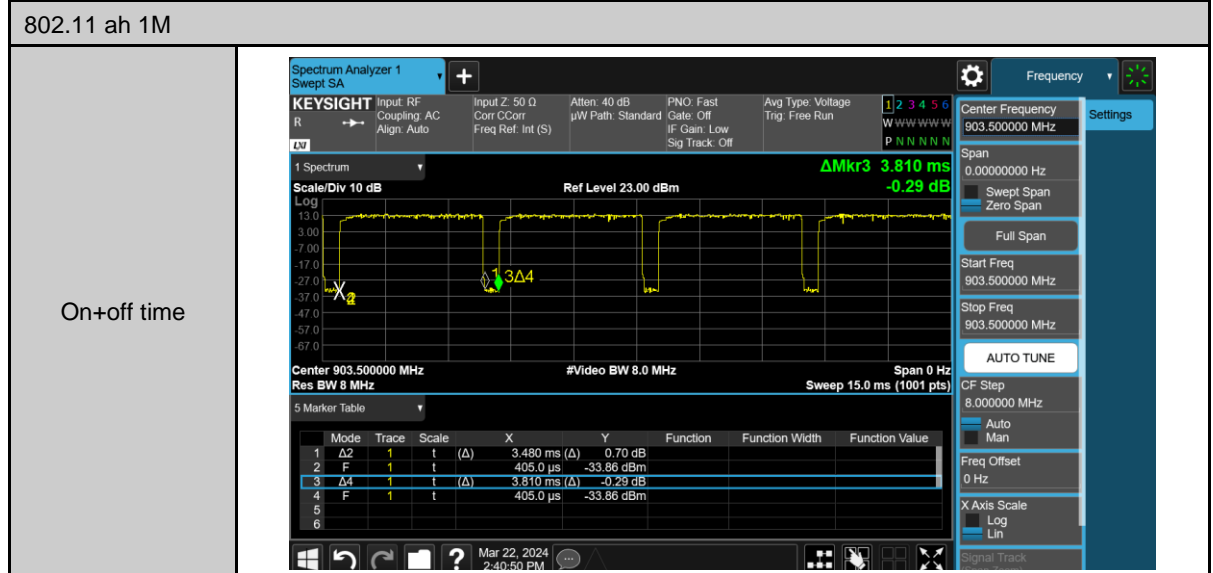 802.11 ah 1M
On+off time
Spectrum Analyzer 1
Swept SA
Frequency
KEYSIGHT
R
LXI
Input: RF
Coupling: AC
Align: Auto
Input Z: 50 Ω
Corr CCorr
Freq Ref: Int (S)
Atten: 40 dB
µW Path: Standard
PNO: Fast
Gate: Off
IF Gain: Low
Sig Track: Off
Avg Type: Voltage
Trig: Free Run
1 2 3 4 5 6
W W W W W W
P N N N N N
1 Spectrum
ΔMkr3 3.810 ms
-0.29 dB
Scale/Div 10 dB
Ref Level 23.00 dBm
Log
13.0
3.00
-7.00
-17.0
-27.0
-37.0
-47.0
-57.0
-67.0
1 3Δ4
Center 903.500000 MHz
#Video BW 8.0 MHz
Span 0 Hz
Res BW 8 MHz
Sweep 15.0 ms (1001 pts)
5 Marker Table
Mode Trace Scale X Y Function Function Width Function Value
1 Δ2 1 t (Δ) 3.480 ms (Δ) 0.70 dB
2 F 1 t 405.0 µs -33.86 dBm
3 Δ4 1 t (Δ) 3.810 ms (Δ) -0.29 dB
4 F 1 t 405.0 µs -33.86 dBm
5
6
Mar 22, 2024
2:40:50 PM
Center Frequency
903.500000 MHz
Settings
Span
0.00000000 Hz
Swept Span
Zero Span
Full Span
Start Freq
903.500000 MHz
Stop Freq
903.500000 MHz
AUTO TUNE
CF Step
8.000000 MHz
Auto
Man
Freq Offset
0 Hz
X Axis Scale
Log
Lin
Signal Track